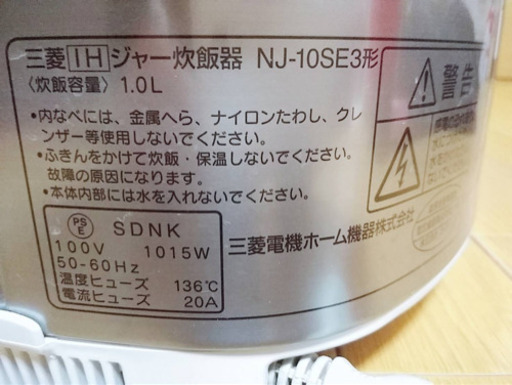 三菱IHジャー炊飯器 NJ-10SE3形
〈炊飯容量〉 1.0L
•内なべには、金属へら、ナイロンたわし、クレ
ンザー等使用しないでください。
•ふきんをかけて炊飯・保温しないでください。
故障の原因になります。
•本体内部には水を入れないでください。
PS
E
SDNK
100V 1015W
50-60Hz
温度ヒューズ 136℃
電流ヒューズ 20A
三菱電機ホーム機器株式会社
警告